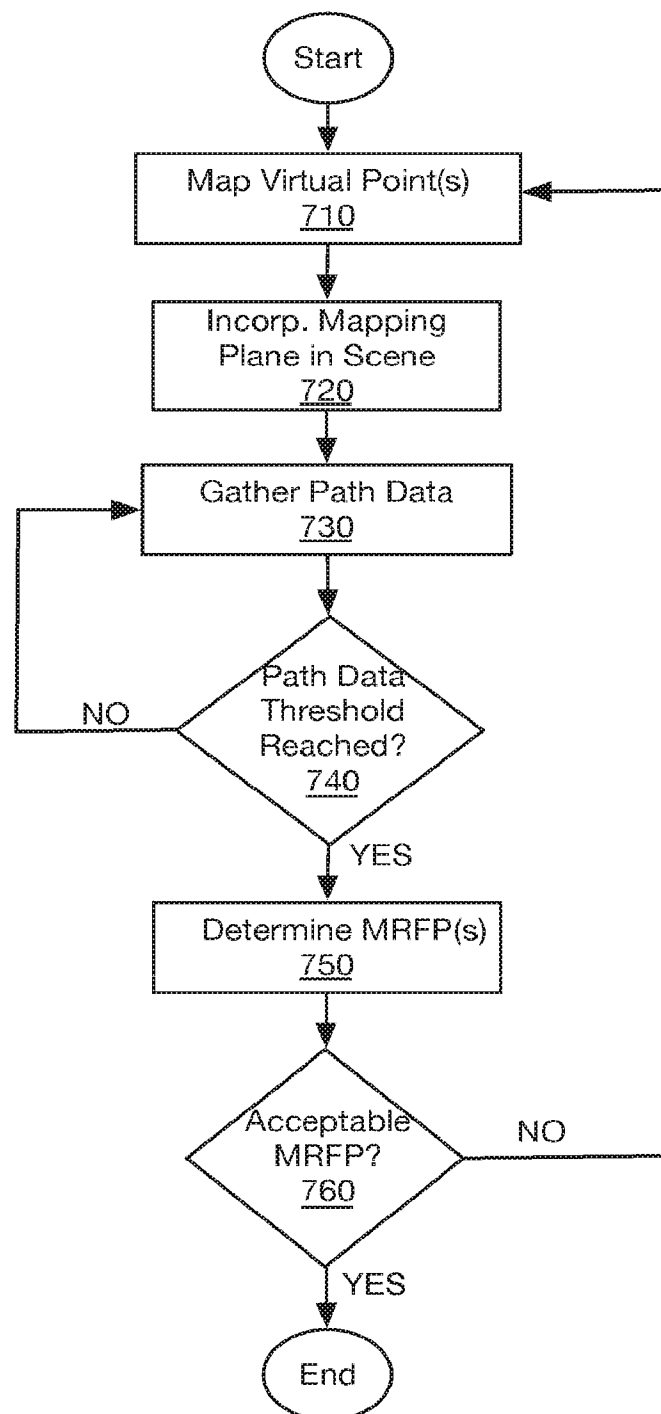 Start
Map Virtual Point(s)
710
Incorp. Mapping
Plane in Scene
720
Gather Path Data
730
Path Data
Threshold
Reached?
740
NO
YES
Determine MRFP(s)
750
Acceptable
MRFP?
760
NO
YES
End